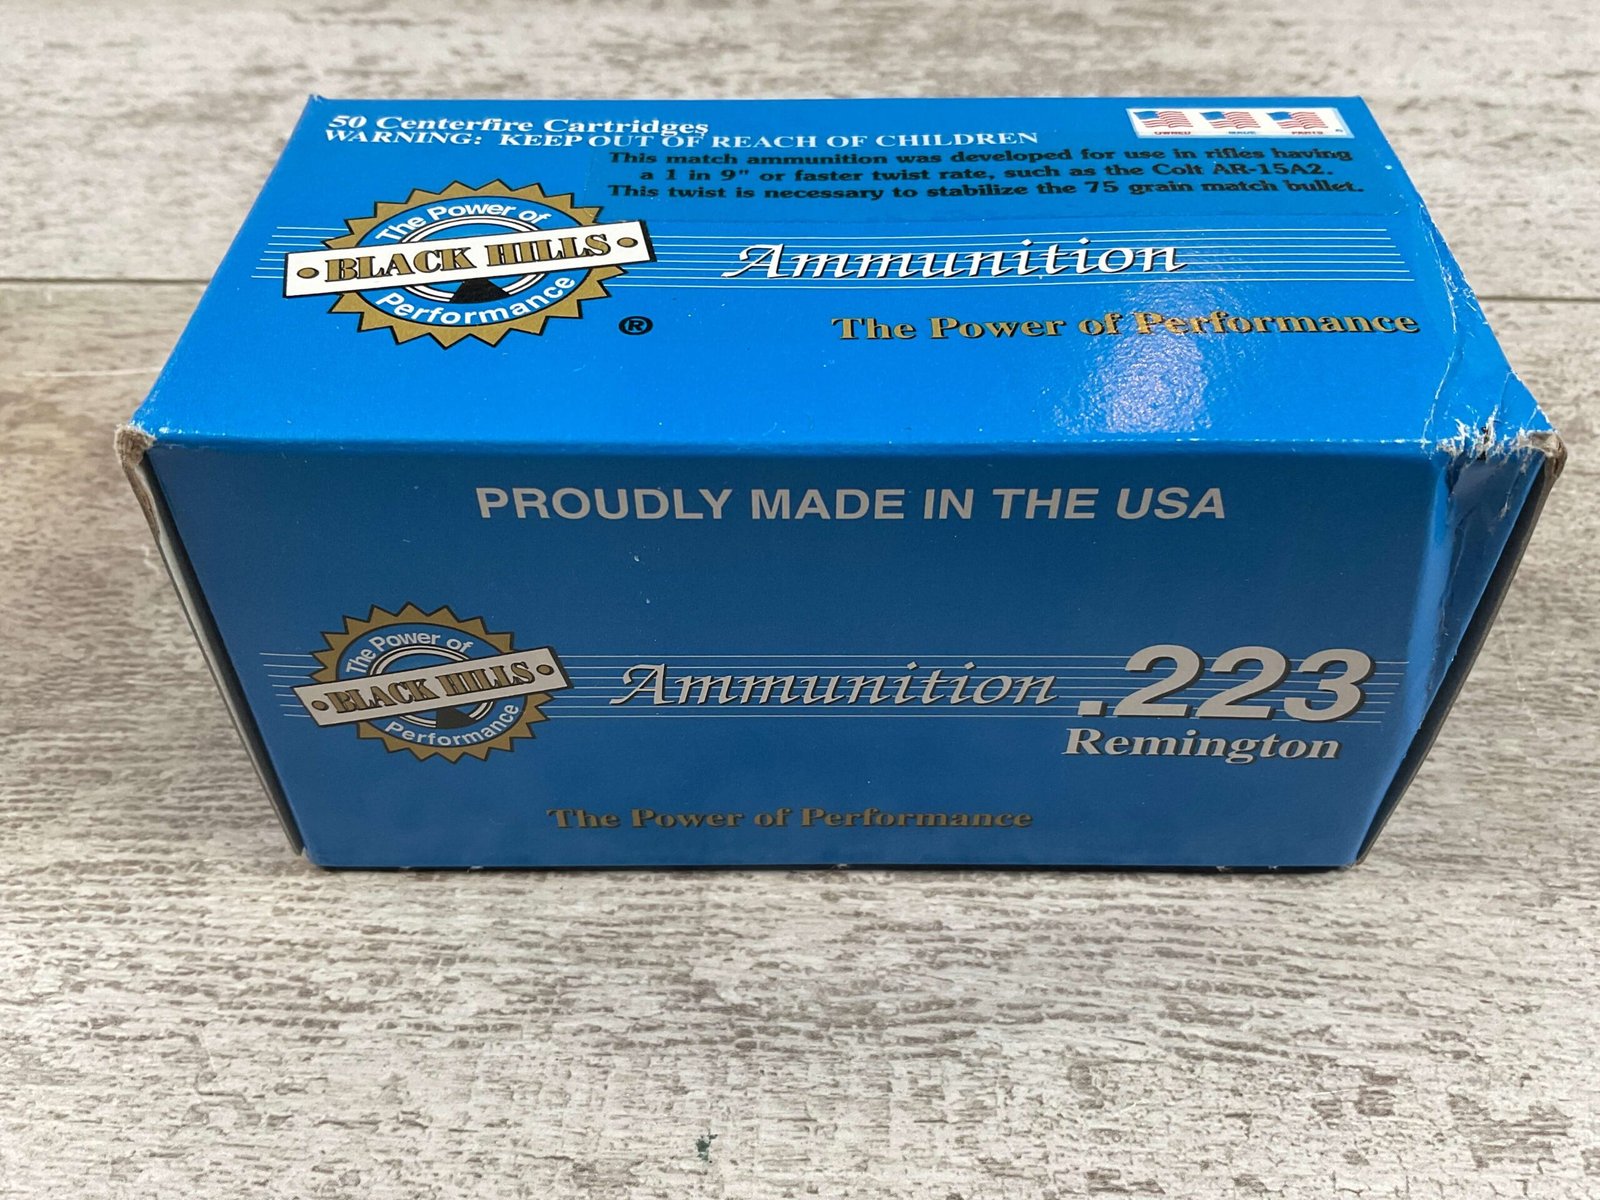 50 Centerfire Cartridges
WARNING: KEEP OUT OF REACH OF CHILDREN
OWNED MADE PARTS
This match ammunition was developed for use in rifles having
a 1 in 9" or faster twist rate, such as the Colt AR-15A2.
This twist is necessary to stabilize the 75 grain match bullet.
The Power of
BLACK HILLS
Performance
®
Ammunition
The Power of Performance
PROUDLY MADE IN THE USA
The Power of
BLACK HILLS
Performance
Ammunition
.223
Remington
The Power of Performance